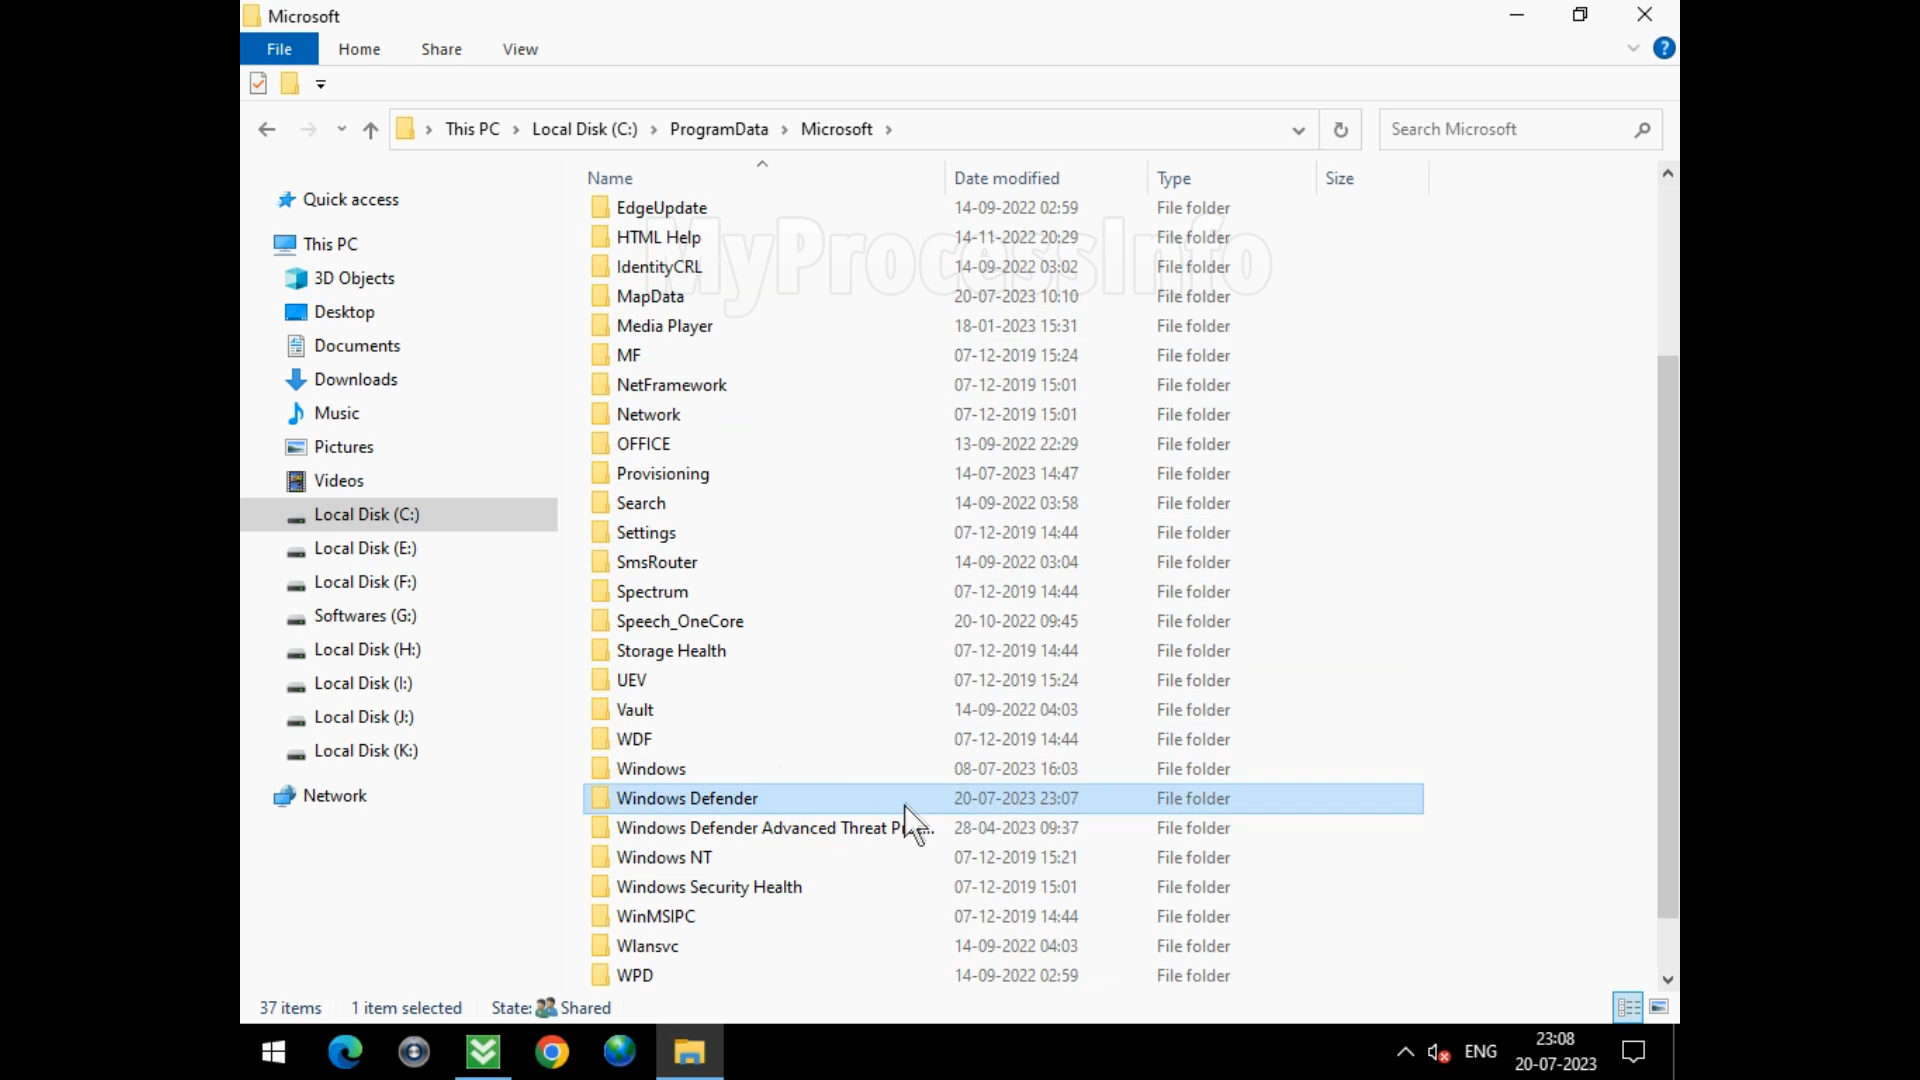 Microsoft
File Home Share View
This PC Local Disk (C:) ProgramData Microsoft
Search Microsoft
Name Date modified Type Size
Quick access
This PC
3D Objects
Desktop
Documents
Downloads
Music
Pictures
Videos
Local Disk (C:)
Local Disk (E:)
Local Disk (F:)
Softwares (G:)
Local Disk (H:)
Local Disk (I:)
Local Disk (J:)
Local Disk (K:)
Network
EdgeUpdate 14-09-2022 02:59 File folder
HTML Help 14-11-2022 20:29 File folder
IdentityCRL 14-09-2022 03:02 File folder
MapData 20-07-2023 10:10 File folder
Media Player 18-01-2023 15:31 File folder
MF 07-12-2019 15:24 File folder
NetFramework 07-12-2019 15:01 File folder
Network 07-12-2019 15:01 File folder
OFFICE 13-09-2022 22:29 File folder
Provisioning 14-07-2023 14:47 File folder
Search 14-09-2022 03:58 File folder
Settings 07-12-2019 14:44 File folder
SmsRouter 14-09-2022 03:04 File folder
Spectrum 07-12-2019 14:44 File folder
Speech_OneCore 20-10-2022 09:45 File folder
Storage Health 07-12-2019 14:44 File folder
UEV 07-12-2019 15:24 File folder
Vault 14-09-2022 04:03 File folder
WDF 07-12-2019 14:44 File folder
Windows 08-07-2023 16:03 File folder
Windows Defender 20-07-2023 23:07 File folder
Windows Defender Advanced Threat 28-04-2023 09:37 File folder
Windows NT 07-12-2019 15:21 File folder
Windows Security Health 07-12-2019 15:01 File folder
WinMSIPC 07-12-2019 14:44 File folder
Wlansvc 14-09-2022 04:03 File folder
WPD 14-09-2022 02:59 File folder
MyProcessInfo
37 items 1 item selected State: Shared
ENG
23:08
20-07-2023